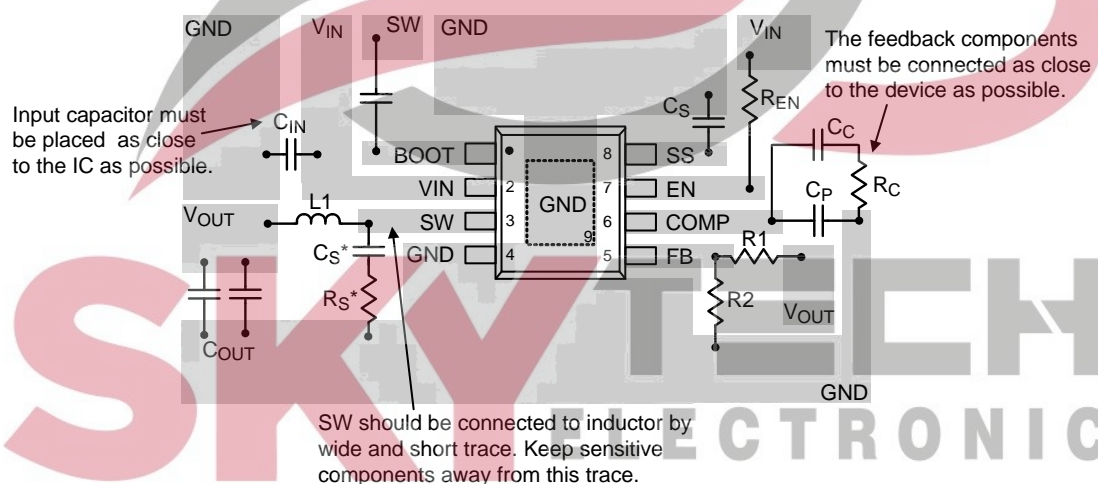 GND
VIN
SW
GND
VIN
The feedback components
must be connected as close
to the device as possible.
Input capacitor must
be placed as close
to the IC as possible.
CIN
CS
REN
CC
RC
CP
BOOT
VIN
SW
GND
2
3
4
GND
9
8
7
6
5
SS
EN
COMP
FB
VOUT
L1
CS*
RS*
COUT
R1
R2
VOUT
GND
SW should be connected to inductor by
wide and short trace. Keep sensitive
components away from this trace.
SKYTECH
ELECTRONIC